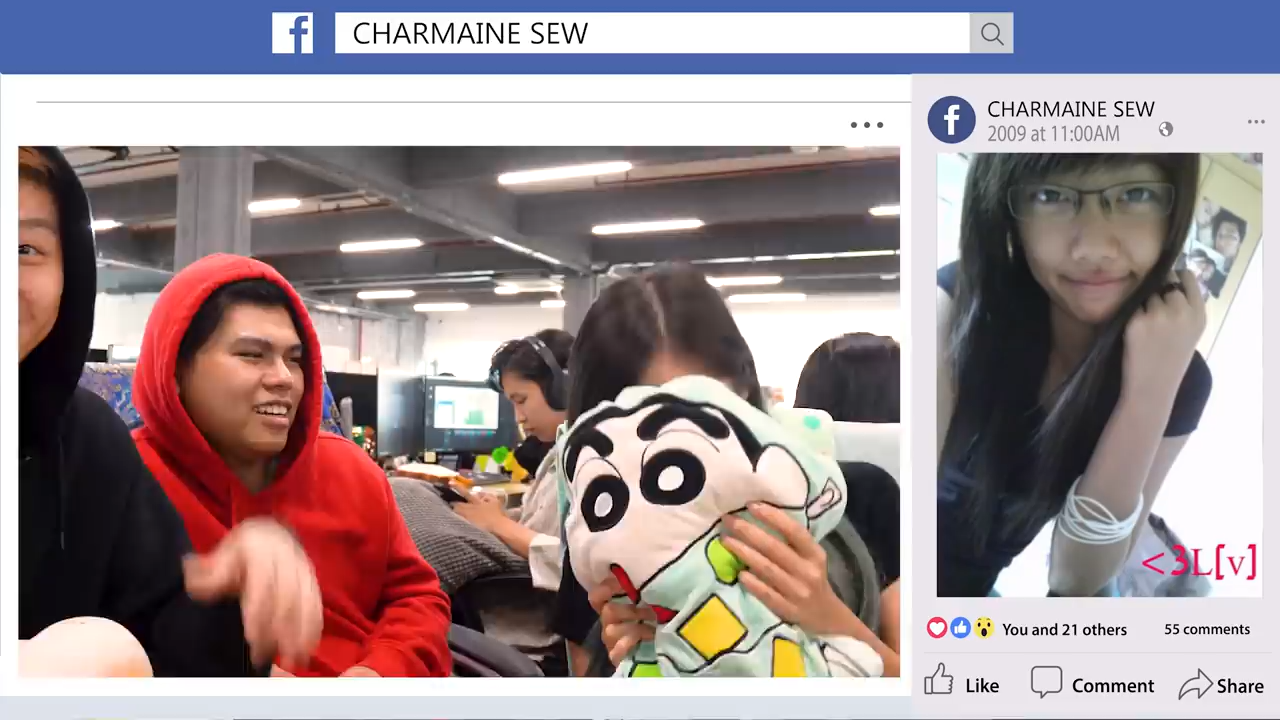 f CHARMAINE SEW
f CHARMAINE SEW
2009 at 11:00AM
<3L[v]
You and 21 others 55 comments
Like Comment Share